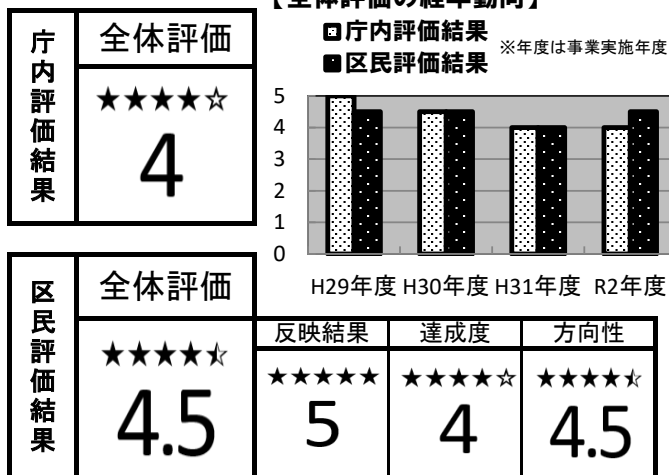 【全体評価の経年動向】
庁内評価結果
全体評価
★★★★☆
4
庁内評価結果
区民評価結果
※年度は事業実施年度
5
4
3
2
1
0
H29年度 H30年度 H31年度 R2年度
区民評価結果
全体評価
★★★★⯪
4.5
反映結果
★★★★★
5
達成度
★★★★☆
4
方向性
★★★★⯪
4.5